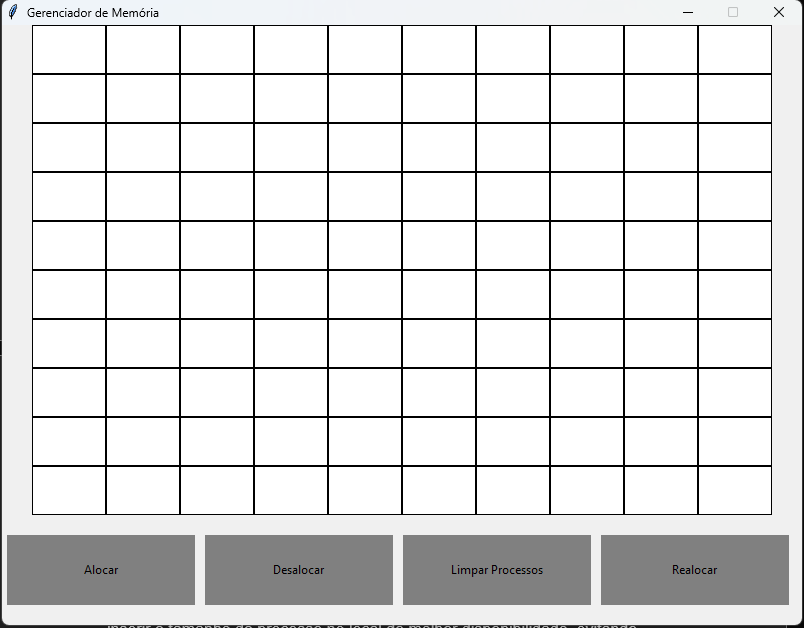 Gerenciador de Memória
Alocar
Desalocar
Limpar Processos
Realocar